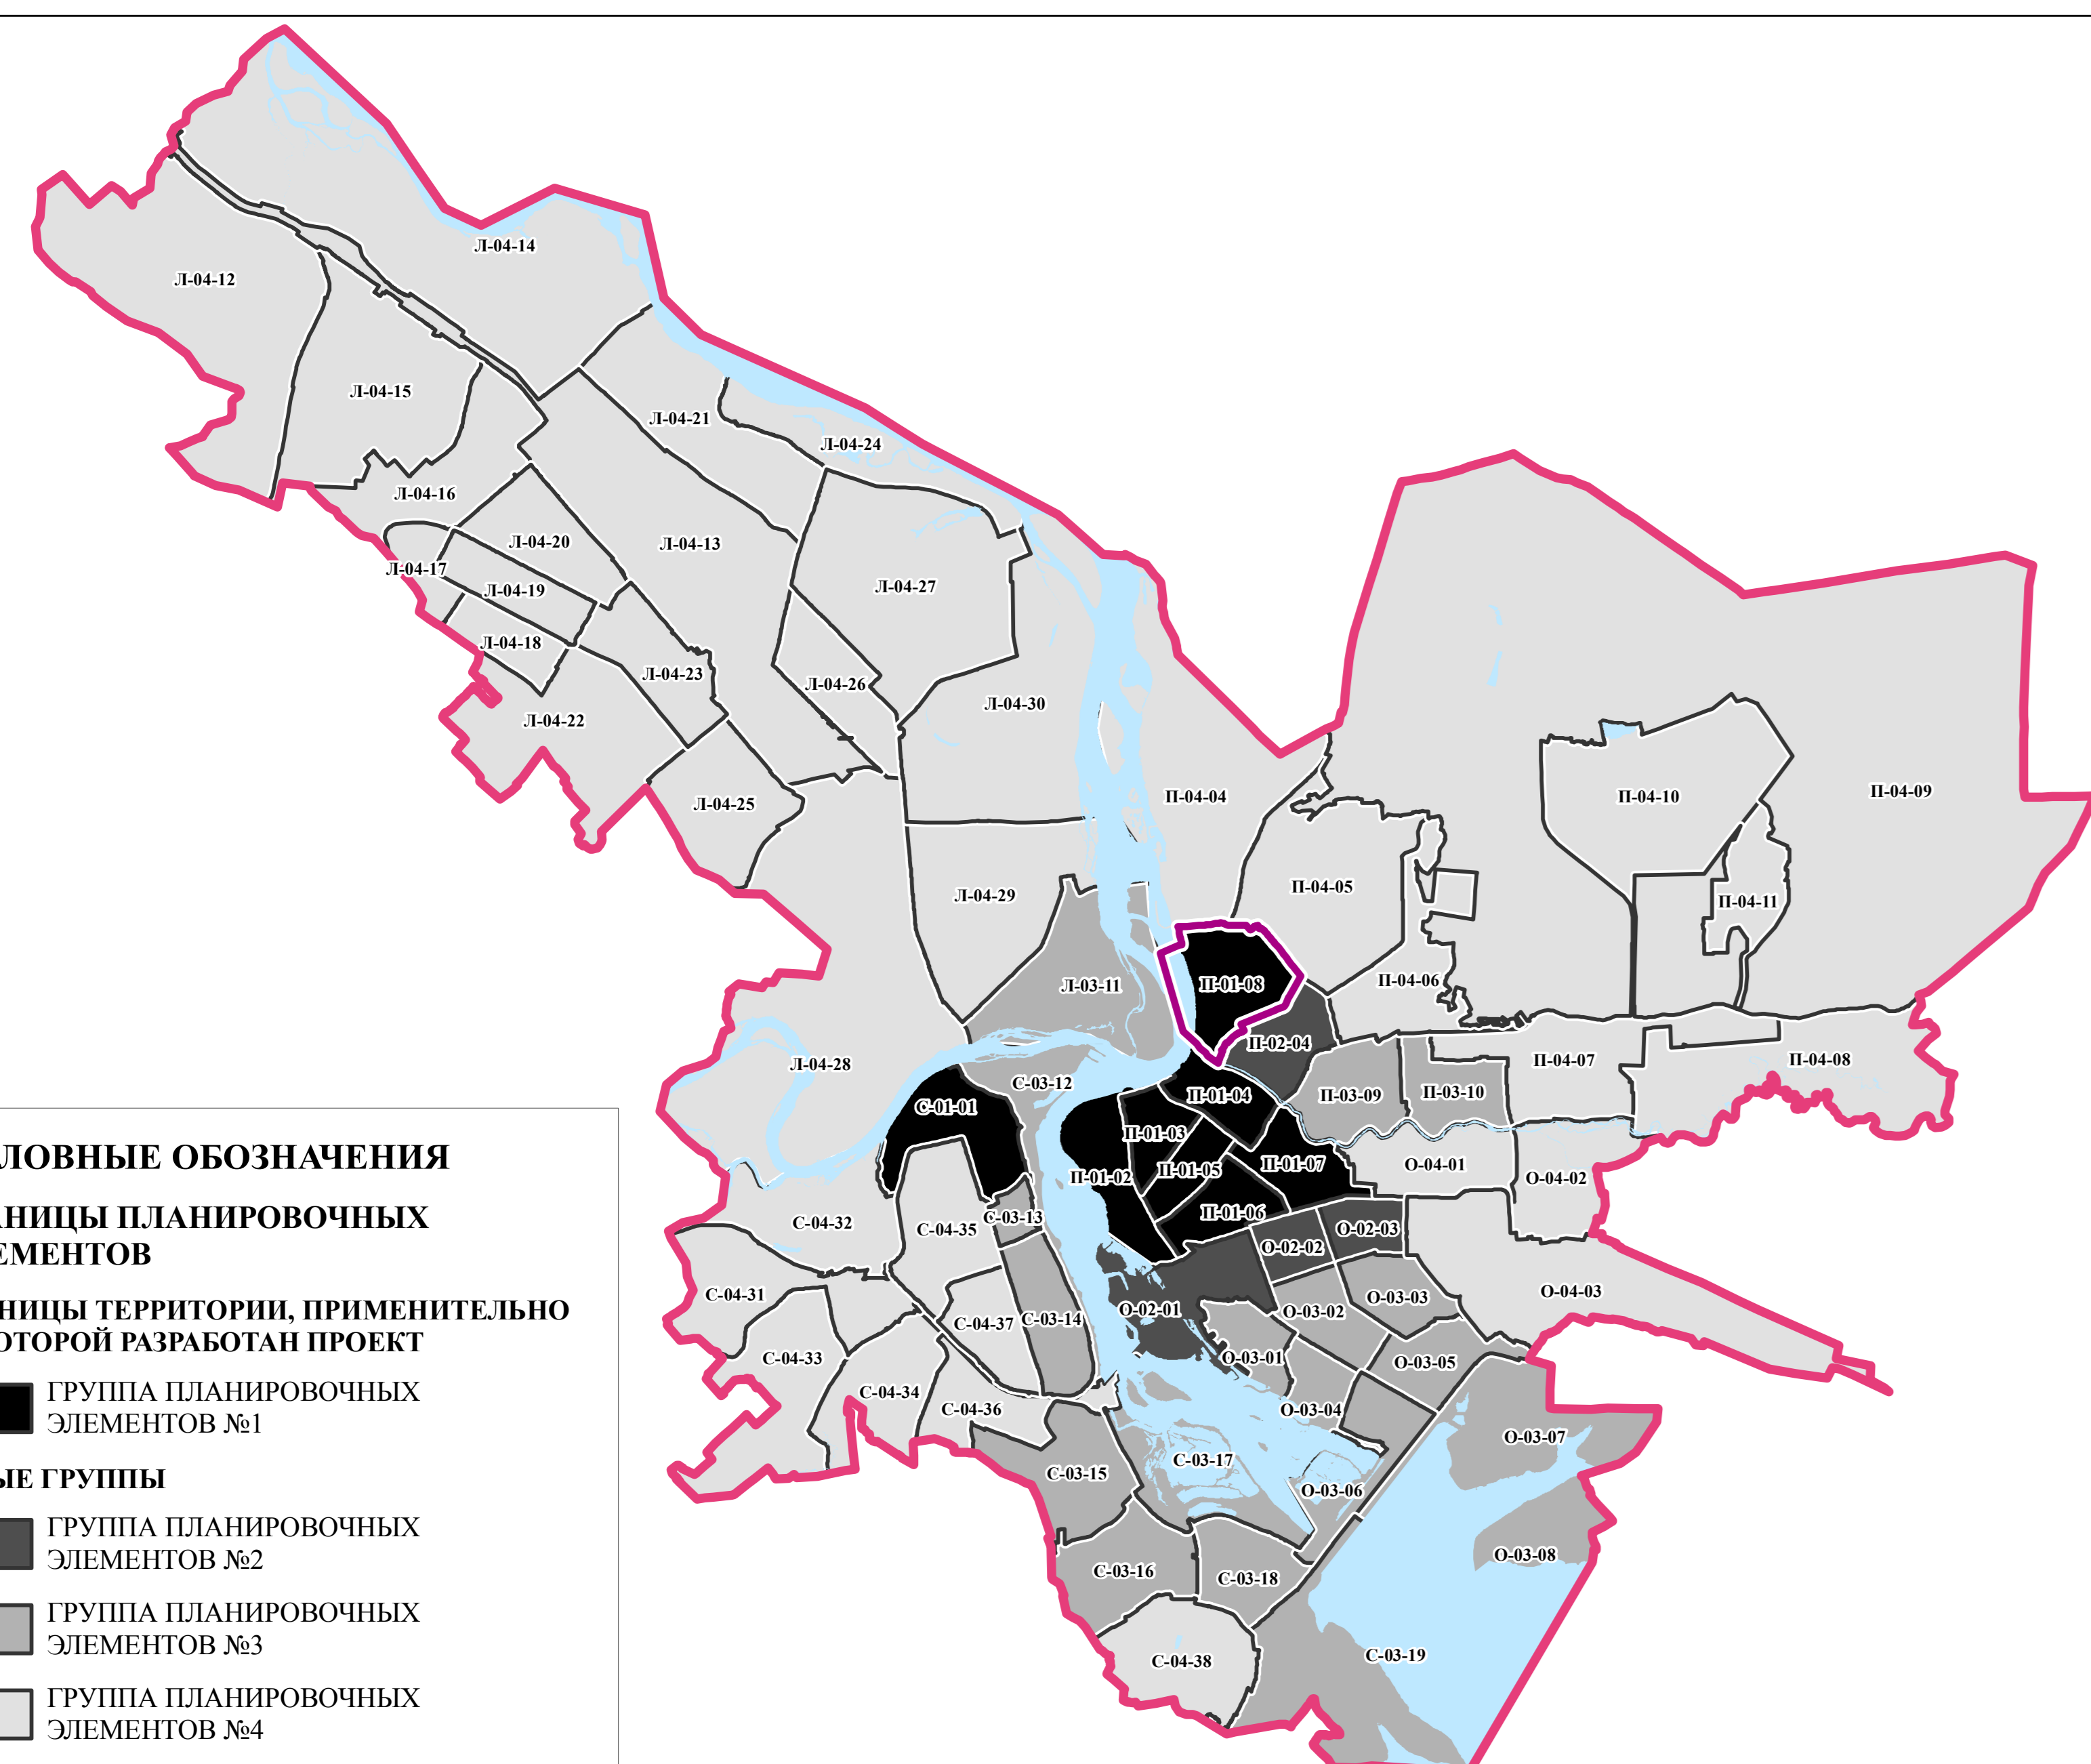 Л-04-14
Л-04-12
Л-04-15
Л-04-21
Л-04-24
Л-04-16
Л-04-20
Л-04-13
Л-04-17
Л-04-19
Л-04-27
Л-04-18
Л-04-23
Л-04-26
Л-04-22
Л-04-30
Л-04-25
П-04-04
П-04-10
П-04-09
П-04-05
Л-04-29
П-04-11
Л-03-11
П-01-08
П-04-06
П-02-04
Л-04-28
С-03-12
П-04-07
П-04-08
С-01-01
П-01-04
П-03-09
П-03-10
П-01-03
П-01-05
П-01-07
О-04-01
П-01-02
О-04-02
С-04-32
С-04-35
С-03-13
П-01-06
О-02-03
О-02-02
С-04-31
О-04-03
О-02-01
О-03-02
О-03-03
С-04-37
С-03-14
С-04-33
О-03-01
О-03-05
С-04-34
С-04-36
О-03-04
О-03-07
С-03-15
С-03-17
О-03-06
О-03-08
С-03-16
С-03-18
С-04-38
С-03-19
ЛОВНЫЕ ОБОЗНАЧЕНИЯ
АНИЦЫ ПЛАНИРОВОЧНЫХ
ЕМЕНТОВ
НИЦЫ ТЕРРИТОРИИ, ПРИМЕНИТЕЛЬНО
ОТОРОЙ РАЗРАБОТАН ПРОЕКТ
ГРУППА ПЛАНИРОВОЧНЫХ
ЭЛЕМЕНТОВ №1
ЫЕ ГРУППЫ
ГРУППА ПЛАНИРОВОЧНЫХ
ЭЛЕМЕНТОВ №2
ГРУППА ПЛАНИРОВОЧНЫХ
ЭЛЕМЕНТОВ №3
ГРУППА ПЛАНИРОВОЧНЫХ
ЭЛЕМЕНТОВ №4